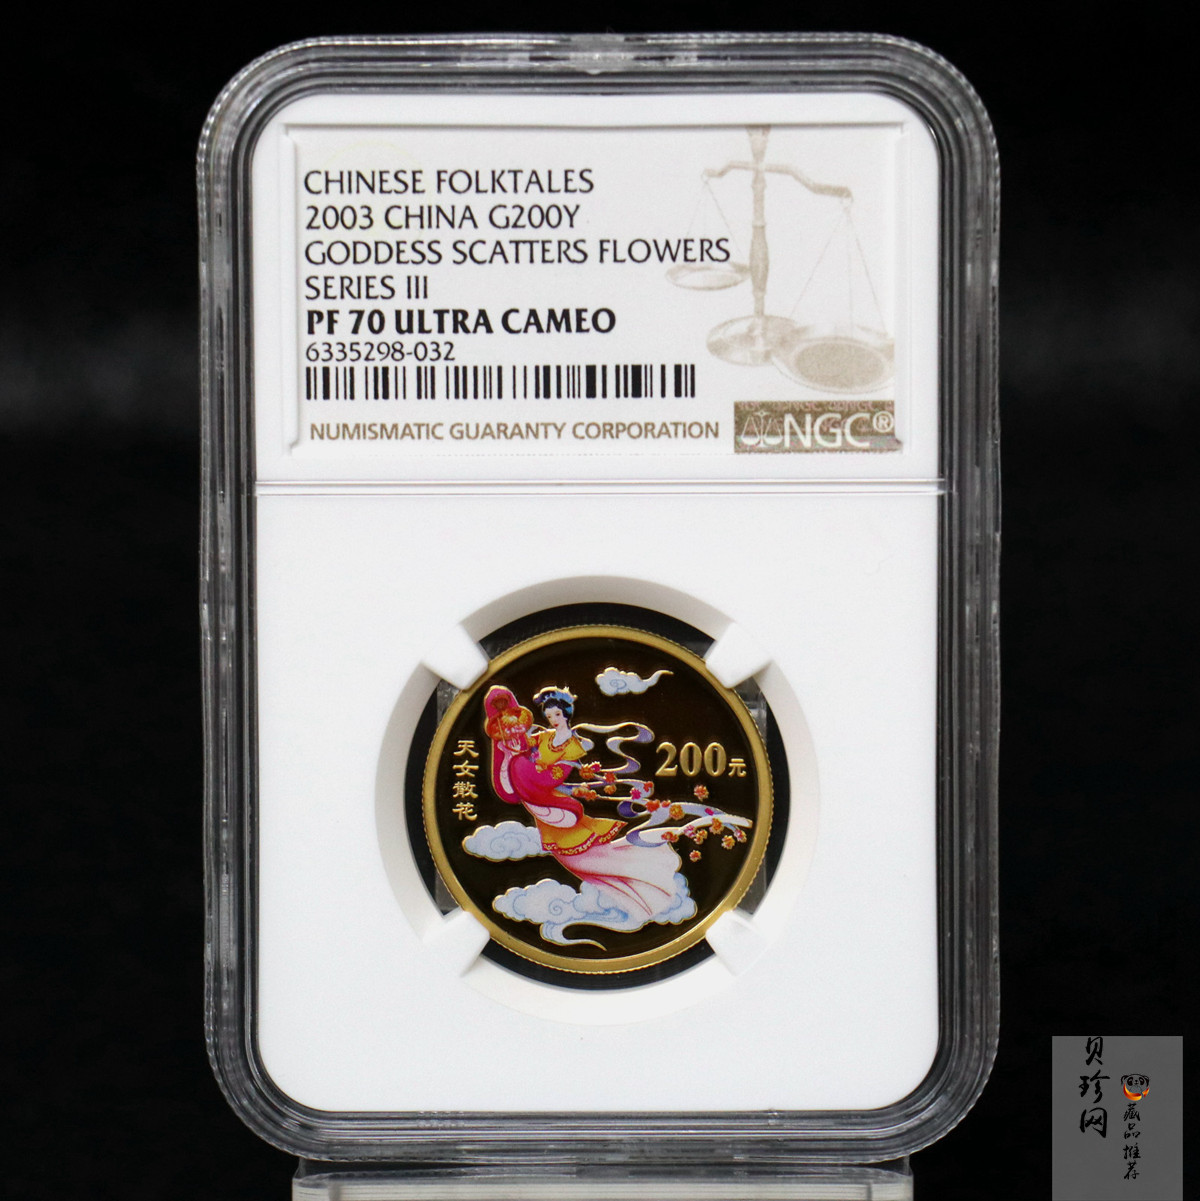 CHINESE FOLKTALES
2003 CHINA G200Y
GODDESS SCATTERS FLOWERS
SERIES III
PF 70 ULTRA CAMEO
6335298-032
NUMISMATIC GUARANTY CORPORATION
NGC®
天女散花
200元
贝珍网
藏品推荐